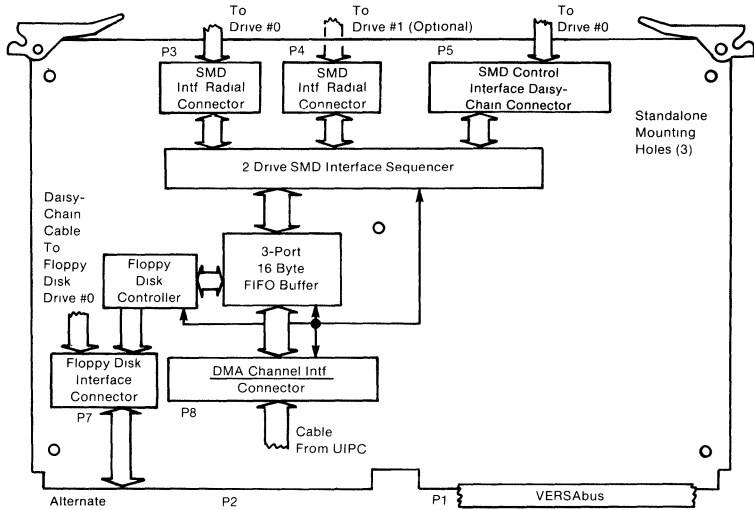 To
Drive #0
To
Drive #1 (Optional)
To
Drive #0
P3
P4
P5
SMD
Intf Radial
Connector
SMD
Intf Radial
Connector
SMD Control
Interface Daisy-
Chain Connector
Standalone
Mounting
Holes (3)
2 Drive SMD Interface Sequencer
Daisy-
Chain
Cable
To
Floppy
Disk
Drive #0
3-Port
16 Byte
FIFO Buffer
Floppy
Disk
Controller
Floppy Disk
Interface
Connector
DMA Channel Intf
Connector
P7
P8
Cable
From UIPC
Alternate
P2
P1
VERSAbus